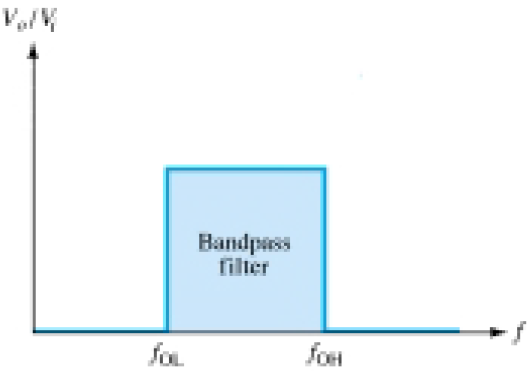 Vo/Vi
Bandpass
filter
f
fOL
fOH